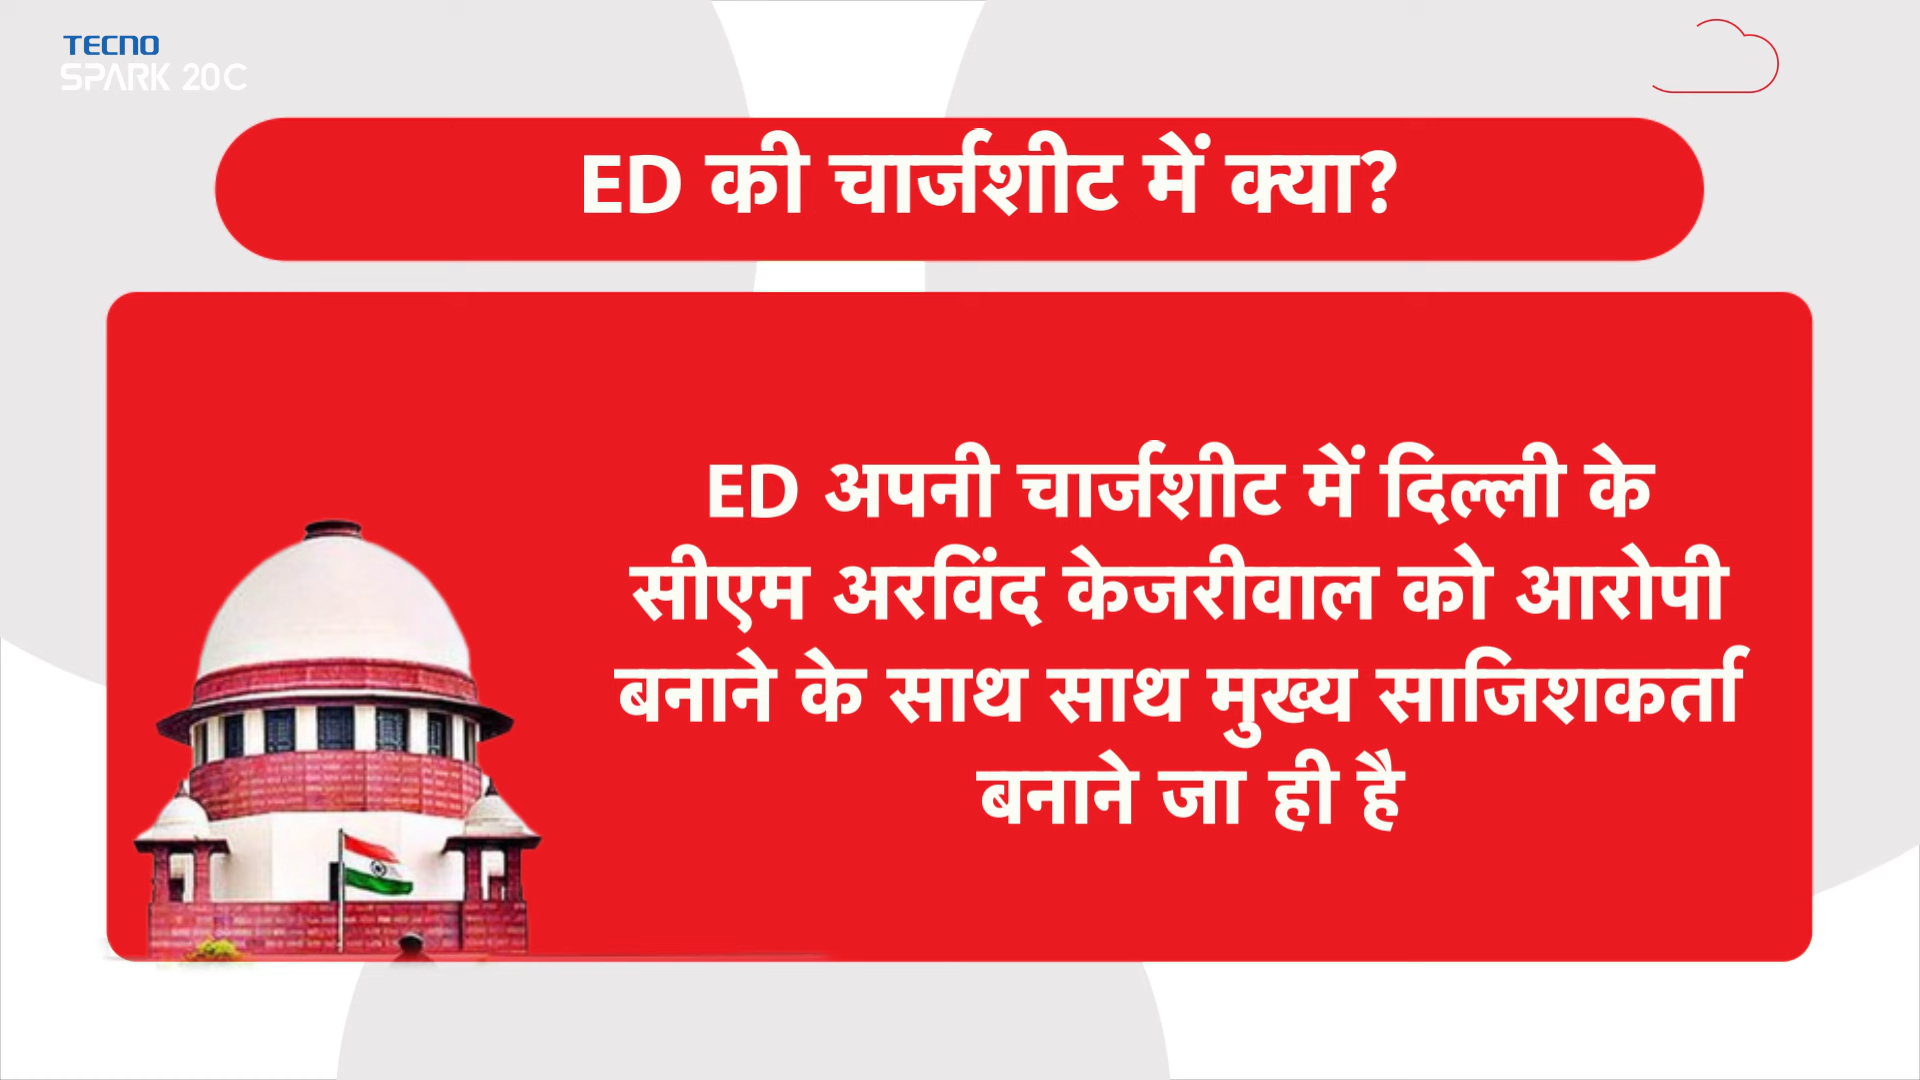 TECNO
SPARK 20C
ED की चार्जशीट में क्या?
ED अपनी चार्जशीट में दिल्ली के
सीएम अरविंद केजरीवाल को आरोपी
बनाने के साथ साथ मुख्य साजिशकर्ता
बनाने जा ही है